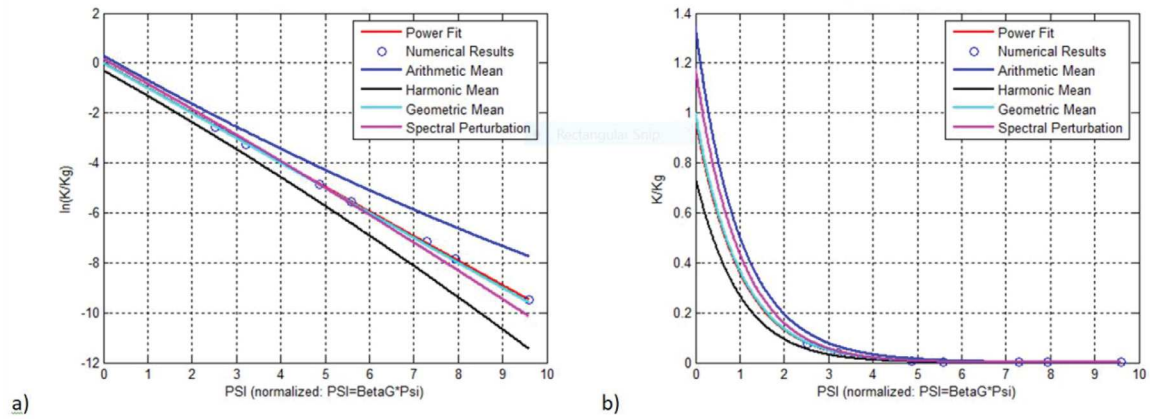 2
0
-2
-4
-6
-8
-10
-12
ln(K/Kg)
0 1 2 3 4 5 6 7 8 9 10
PSI (normalized: PSI=BetaG*Psi)
Power Fit
Numerical Results
Arithmetic Mean
Harmonic Mean
Geometric Mean
Spectral Perturbation
a)
1.4
1.2
1
0.8
0.6
0.4
0.2
0
K/Kg
0 1 2 3 4 5 6 7 8 9 10
PSI (normalized: PSI=BetaG*Psi)
Power Fit
Numerical Results
Arithmetic Mean
Harmonic Mean
Geometric Mean
Spectral Perturbation
Rectangular Snip
b)